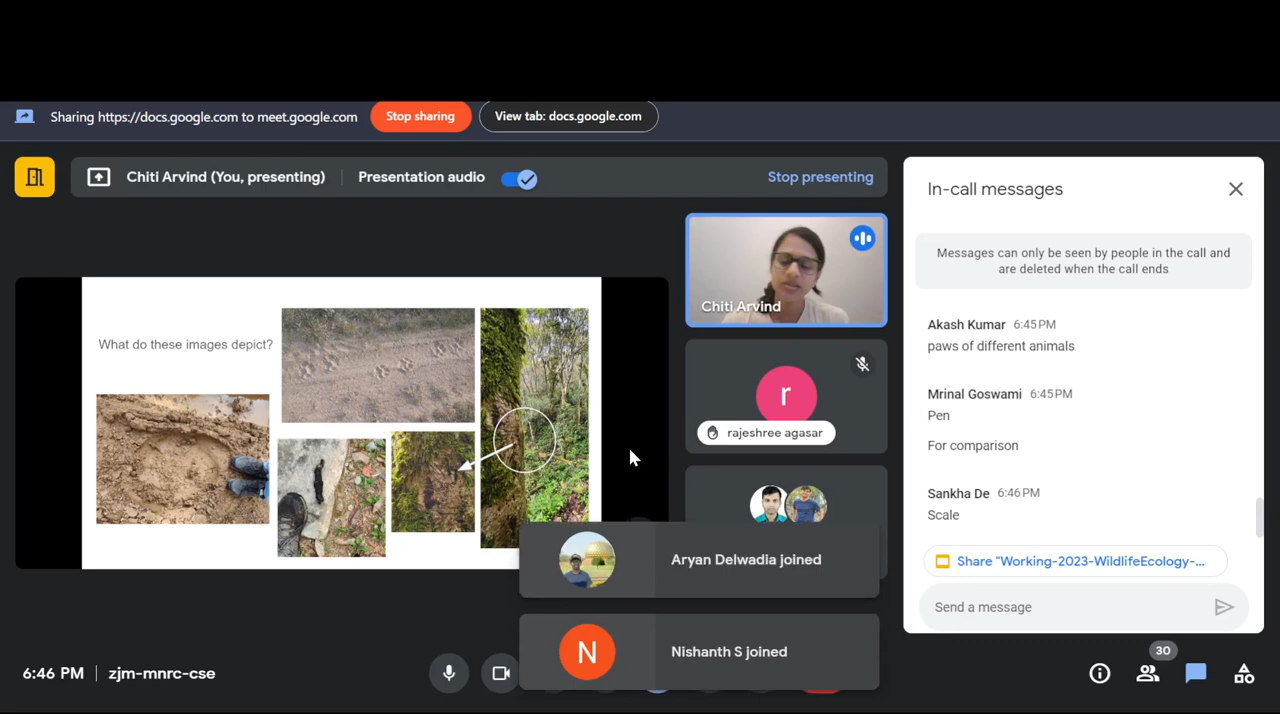 Sharing https://docs.google.com to meet.google.com
Stop sharing
View tab: docs.google.com
Chiti Arvind (You, presenting)
Presentation audio
Stop presenting
What do these images depict?
Chiti Arvind
r
rajeshree agasar
Aryan Delwadia joined
N
Nishanth S joined
In-call messages
Messages can only be seen by people in the call and
are deleted when the call ends
Akash Kumar 6:45 PM
paws of different animals
Mrinal Goswami 6:45 PM
Pen
For comparison
Sankha De 6:46 PM
Scale
Share "Working-2023-WildlifeEcology-...
Send a message
6:46 PM | zjm-mnrc-cse
30